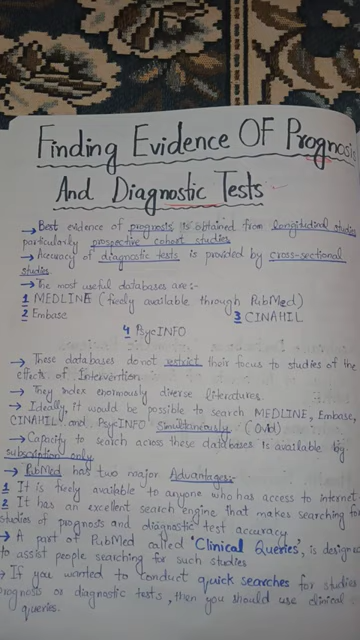 Finding Evidence OF Prognosis
And Diagnostic Tests
→ Best evidence of prognosis is obtained from longitudinal studies
particularly prospective cohort studies
→ Accuracy of diagnostic tests is provided by cross-sectional
studies
→ The most useful databases are:-
1 MEDLINE (freely available through PubMed)
2 Embase 3 CINAHIL
4 PsycINFO
→ These databases do not restrict their focus to studies of the
effects of Intervention.
→ They index enormously diverse literatures.
→ Ideally, it would be possible to search MEDLINE, Embase,
CINAHIL and PsycINFO simultaneously (Ovid)
→ Capacity to search across these databases is available by
subscription only
→ PubMed has two major Advantages:-
1 It is freely available to anyone who has access to internet
2 It has an excellent search engine that makes searching for
studies of prognosis and diagnostic test accuracy
→ A part of PubMed called 'Clinical Queries', is designed
to assist people searching for such studies
→ If you wanted to conduct quick searches for studies
prognosis or diagnostic tests, then you should use clinical
queries.